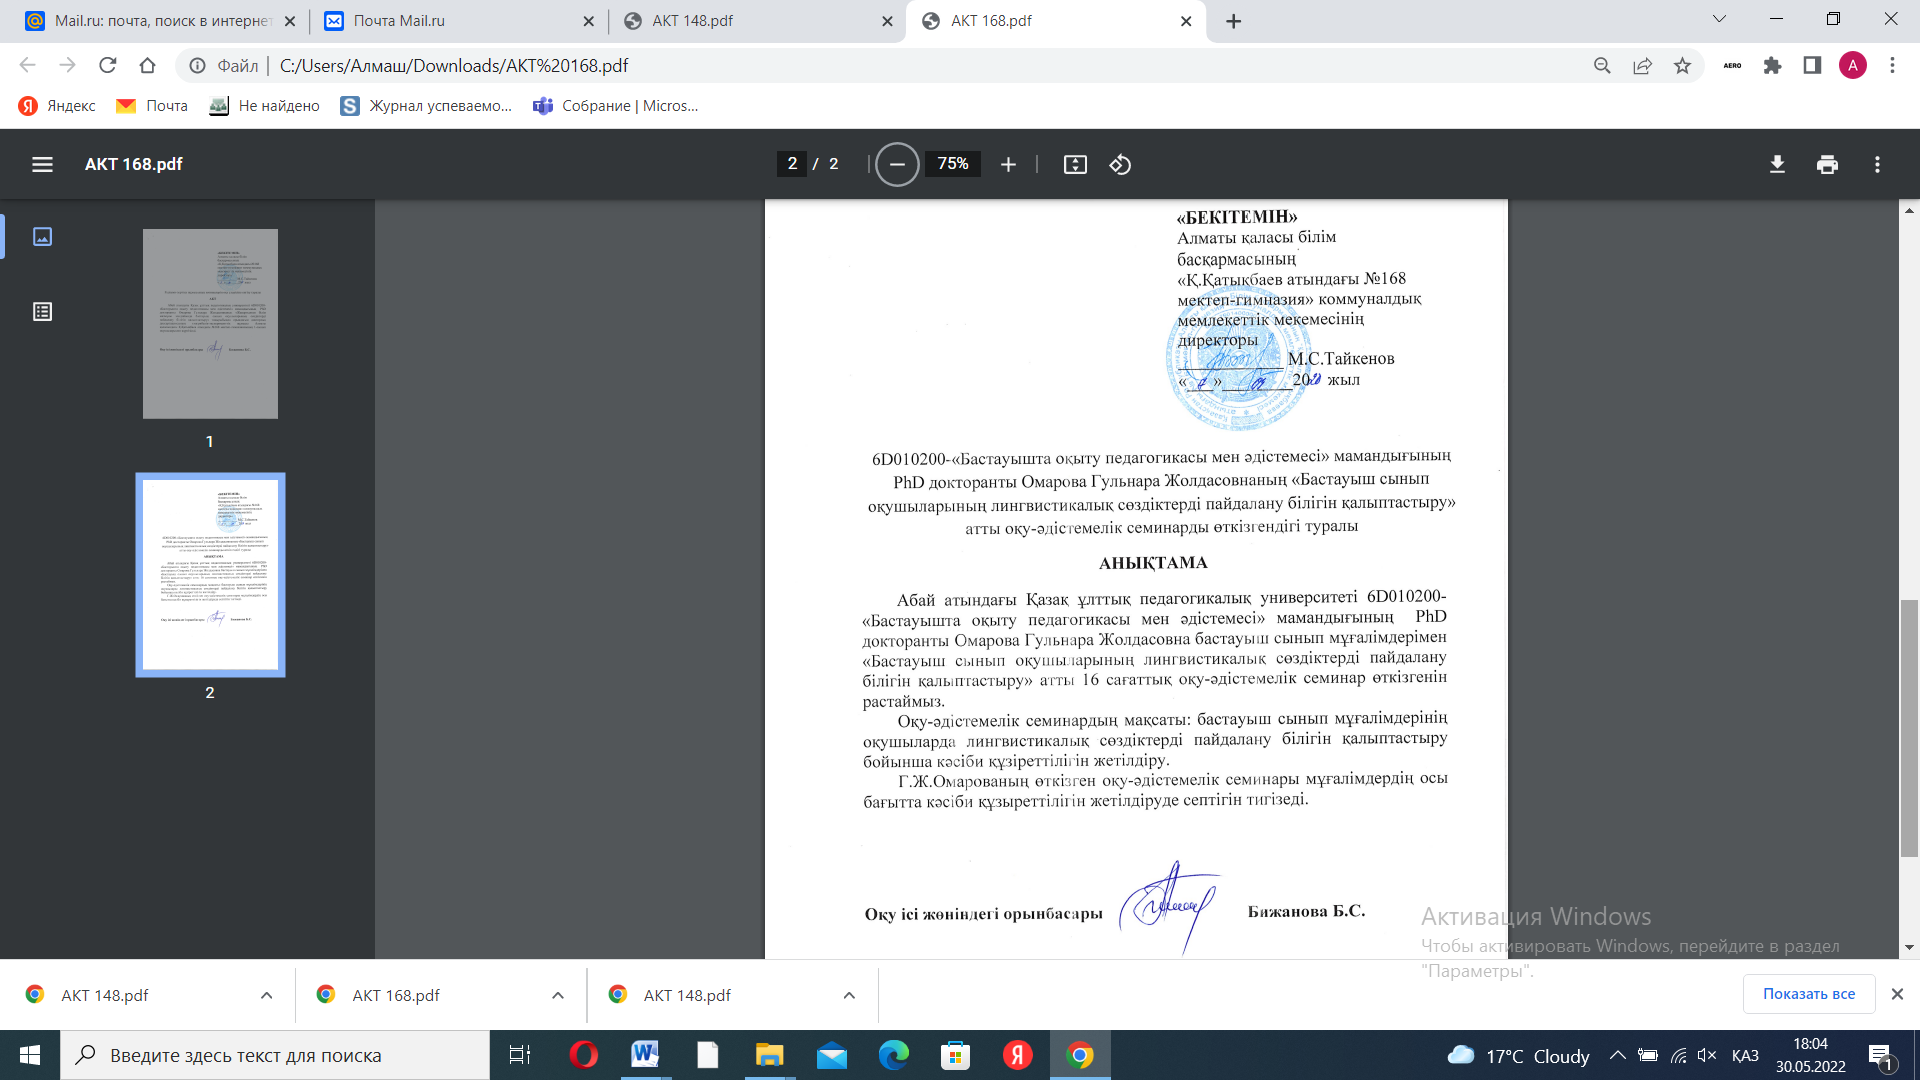 Mail.ru: почта, поиск в интернет
Почта Mail.ru
АКТ 148.pdf
АКТ 168.pdf
Файл
C:/Users/Алмаш/Downloads/АКТ%20168.pdf
AERO
A
Яндекс
Почта
Не найдено
Журнал успеваемо...
Собрание | Micros...
АКТ 168.pdf
2 / 2
75%
1
2
«БЕКІТЕМІН»
Алматы қаласы білім
басқармасының
«Қ.Қатықбаев атындағы №168
мектеп-гимназия» коммуналдық
мемлекеттік мекемесінің
директоры
М.С.Тайкенов
2020 жыл
6D010200-«Бастауышта оқыту педагогикасы мен әдістемесі» мамандығының
PhD докторанты Омарова Гульнара Жолдасовнаның «Бастауыш сынып
оқушыларының лингвистикалық сөздіктерді пайдалану білігін қалыптастыру»
атты оқу-әдістемелік семинарды өткізгендігі туралы
АНЫҚТАМА
Абай атындағы Қазақ ұлттық педагогикалық университеті 6D010200-
«Бастауышта оқыту педагогикасы мен әдістемесі» мамандығының PhD
докторанты Омарова Гульнара Жолдасовна бастауыш сынып мұғалімдерімен
«Бастауыш сынып оқушыларының лингвистикалық сөздіктерді пайдалану
білігін қалыптастыру» атты 16 сағаттық оқу-әдістемелік семинар өткізгенін
растаймыз.
Оқу-әдістемелік семинардың мақсаты: бастауыш сынып мұғалімдерінің
оқушыларда лингвистикалық сөздіктерді пайдалану білігін қалыптастыру
бойынша кәсіби құзіреттілігін жетілдіру.
Г.Ж.Омарованың өткізген оқу-әдістемелік семинары мұғалімдердің осы
бағытта кәсіби құзыреттілігін жетілдіруде септігін тигізеді.
Оқу ісі жөніндегі орынбасары
Бижанова Б.С.
Активация Windows
Чтобы активировать Windows, перейдите в раздел
"Параметры".
АКТ 148.pdf
АКТ 168.pdf
АКТ 148.pdf
Показать все
Введите здесь текст для поиска
17°C Cloudy
ҚАЗ
18:04
30.05.2022
1